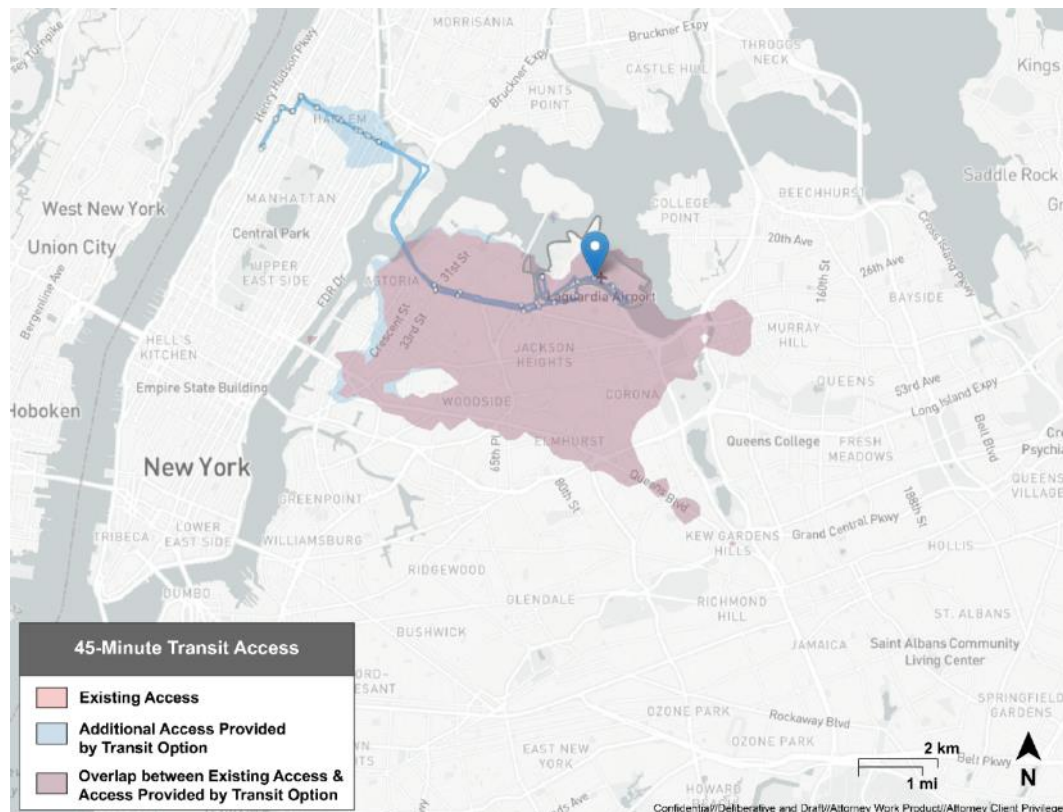 MORRISANIA
Bruckner Expy
THROGGS
NECK
Kings
CASTLE HILL
Henry Hudson Pkwy
Bruckner Expy
HUNTS
POINT
HARLEM
Saddle Rock
West New York
MANHATTAN
COLLEGE
POINT
BEECHHURST
Cross Island Pkwy
Union City
Central Park
20th Ave
26th Ave
UPPER
EAST SIDE
FDR Dr
ASTORIA
31st St
Laguardia Airport
160th St
BAYSIDE
Bergenline Ave
Crescent St
33rd St
HELL'S
KITCHEN
JACKSON
HEIGHTS
MURRAY
HILL
Empire State Building
WOODSIDE
CORONA
QUEENS
Long Island Expy
Hoboken
ELMHURST
65th Pl
Queens College
FRESH
MEADOWS
Bell Blvd
Psychia
New York
80th St
Queens Blvd
188th St
QUEENS
VILLAGE
GREENPOINT
TRIBECA
LOWER
EAST SIDE
WILLIAMSBURG
KEW GARDENS
HILLS
Grand Central Pkwy
HOLLIS
RIDGEWOOD
DUMBO
GLENDALE
RICHMOND
HILL
ST. ALBANS
BUSHWICK
JAMAICA
Saint Albans Community
Living Center
45-Minute Transit Access
Existing Access
Additional Access Provided
by Transit Option
Overlap between Existing Access &
Access Provided by Transit Option
SPRINGFIELD
GARDENS
OZONE PARK
Rockaway Blvd
OZONE PARK
EAST NEW
YORK
2 km
1 mi
N
Belt Pkwy
HOWARD
Confidential//Deliberative and Draft//Attorney Work Product//Attorney Client Privilege